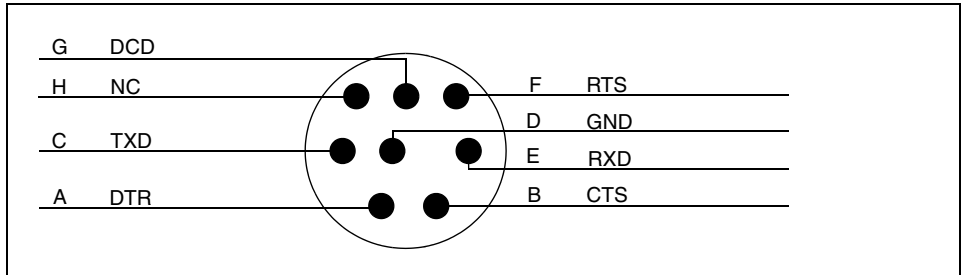 G DCD
H NC
C TXD
A DTR
F RTS
D GND
E RXD
B CTS